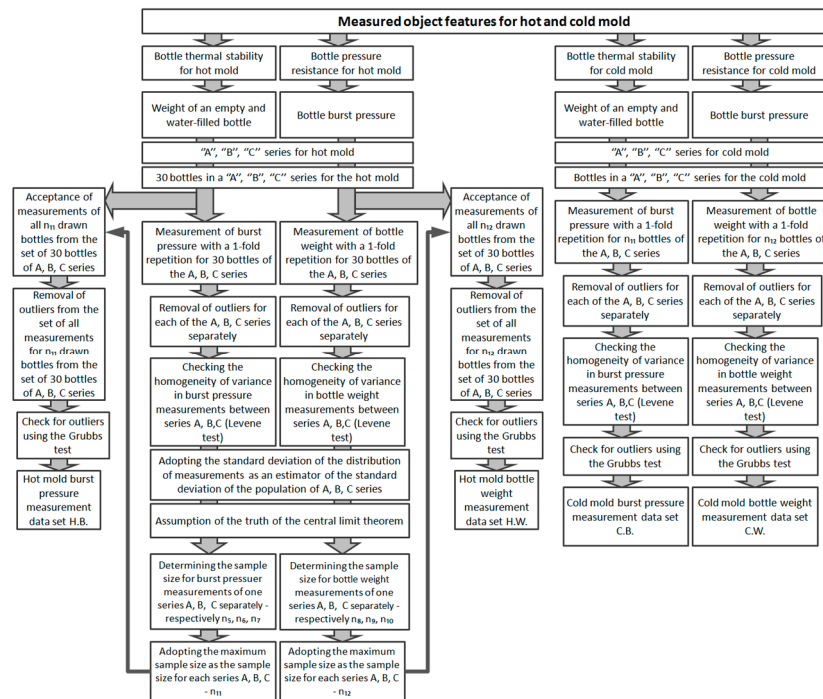 Measured object features for hot and cold mold
Bottle thermal stability
for hot mold
Bottle pressure
resistance for hot mold
Bottle thermal stability
for cold mold
Bottle pressure
resistance for cold mold
Weight of an empty and
water-filled bottle
Bottle burst pressure
Weight of an empty and
water-filled bottle
Bottle burst pressure
“A”, “B”, “C” series for hot mold
“A”, “B”, “C” series for cold mold
30 bottles in a “A”, “B”, “C” series for the hot mold
Bottles in a “A”, “B”, “C” series for the cold mold
Acceptance of
measurements of
all n₁₁ drawn
bottles from the
set of 30 bottles
of A, B, C series
Removal of
outliers from the
set of all
measurements
for n₁₁ drawn
bottles from the
set of 30 bottles
of A, B, C series
Check for outliers
using the Grubbs
test
Hot mold burst
pressure
measurement
data set H.B.
Measurement of burst
pressure with a 1-fold
repetition for 30 bottles of
the A, B, C series
Removal of outliers for
each of the A, B, C series
separately
Checking the
homogeneity of variance
in burst pressure
measurements between
series A, B,C (Levene
test)
Measurement of bottle
weight with a 1-fold
repetition for 30 bottles of
the A, B, C series
Removal of outliers for
each of the A, B, C series
separately
Checking the
homogeneity of variance
in bottle weight
measurements between
series A, B,C (Levene
test)
Adopting the standard deviation of the distribution
of measurements as an estimator of the standard
deviation of the population of A, B, C series
Assumption of the truth of the central limit theorem
Determining the sample
size for burst pressuer
measurements of one
series A, B, C separately -
respectively n₅, n₆, n₇
Adopting the maximum
sample size as the sample
size for each series A, B, C
- n₁₁
Determining the sample
size for bottle weight
measurements of one
series A, B, C separately -
respectively n₈, n₉, n₁₀
Adopting the maximum
sample size as the sample
size for each series A, B, C
- n₁₂
Acceptance of
measurements of
all n₁₂ drawn
bottles from the
set of 30 bottles
of A, B, C series
Removal of
outliers from the
set of all
measurements
for n₁₂ drawn
bottles from the
set of 30 bottles
of A, B, C series
Check for outliers
using the Grubbs
test
Hot mold bottle
weight
measurement
data set H.W.
Measurement of burst
pressure with a 1-fold
repetition for n₁₁ bottles of
the A, B, C series
Removal of outliers for
each of the A, B, C series
separately
Checking the
homogeneity of variance
in burst pressure
measurements between
series A, B,C (Levene
test)
Check for outliers using
the Grubbs test
Cold mold burst pressure
measurement data set
C.B.
Measurement of bottle
weight with a 1-fold
repetition for n₁₂ bottles of
the A, B, C series
Removal of outliers for
each of the A, B, C series
separately
Checking the
homogeneity of variance
in bottle weight
measurements between
series A, B,C (Levene
test)
Check for outliers using
the Grubbs test
Cold mold bottle weight
measurement data set
C.W.